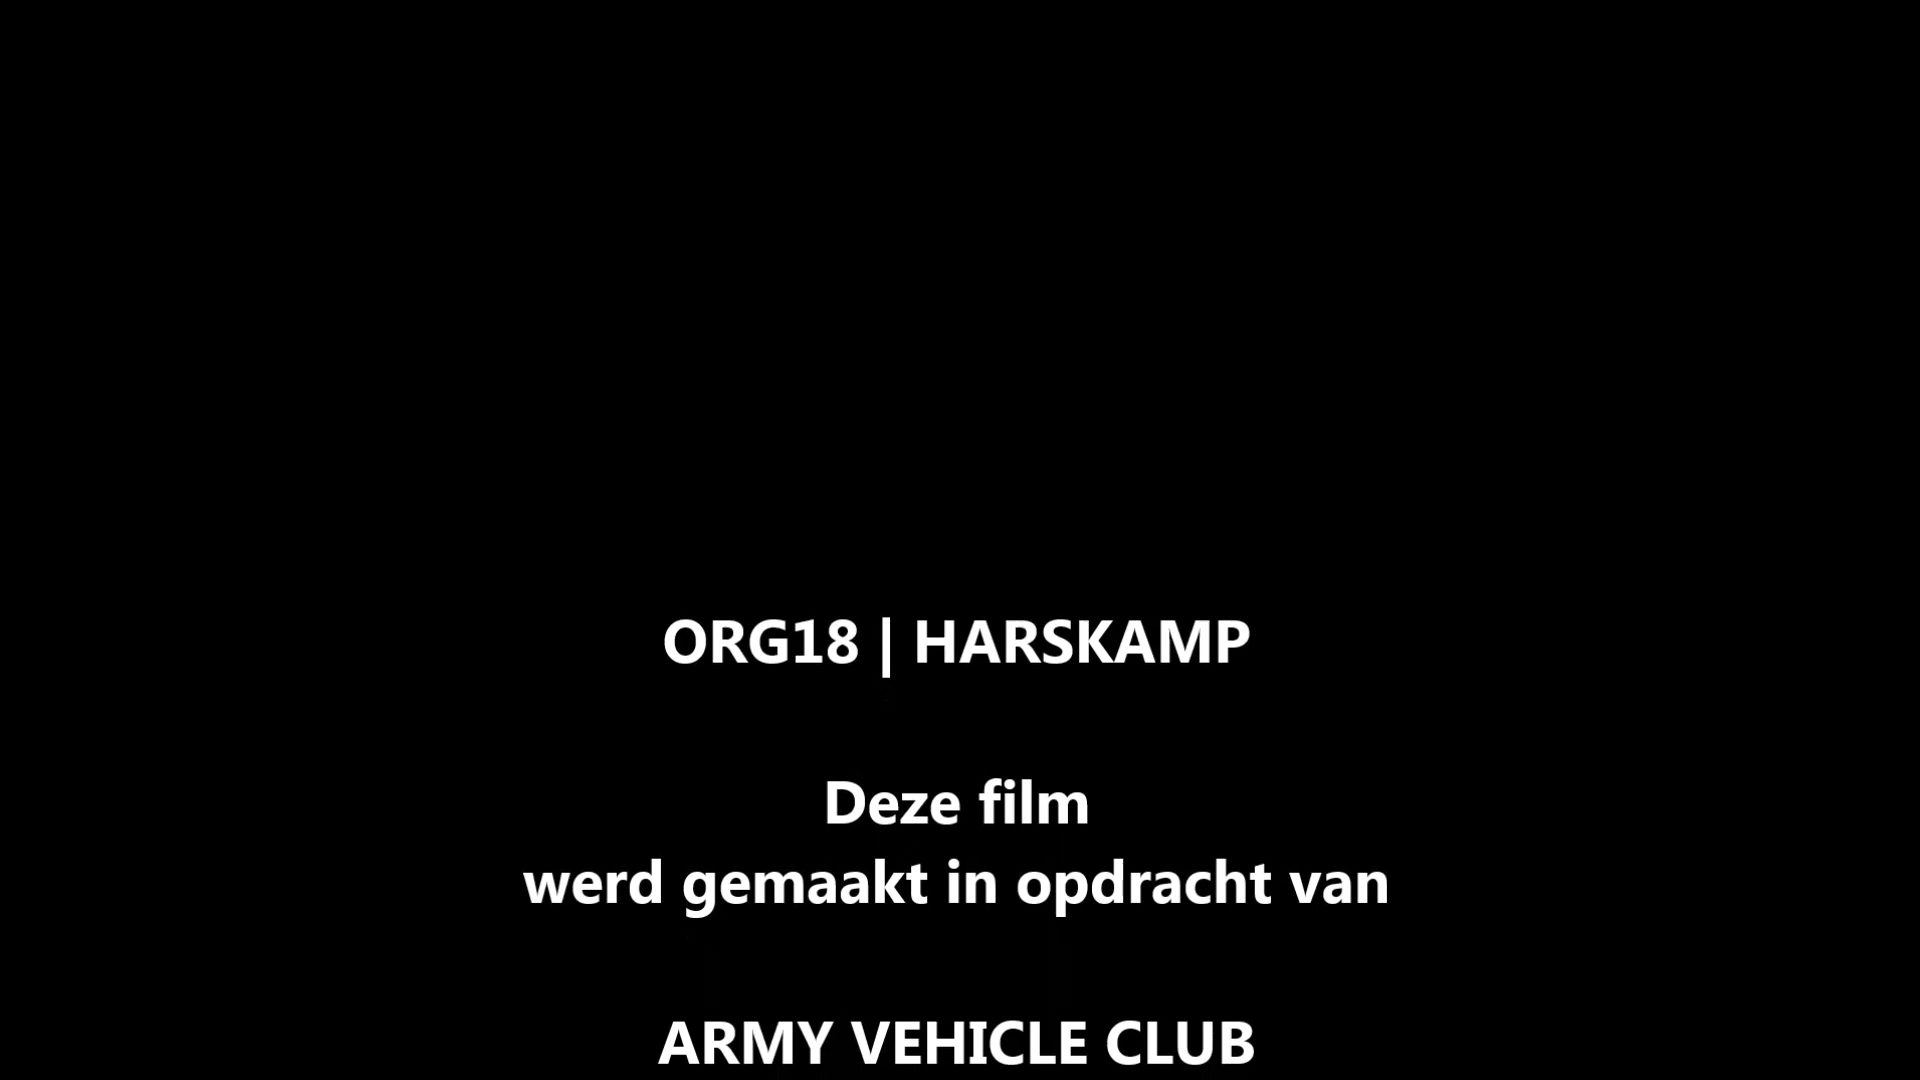 ORG18 | HARSKAMP
Deze film
werd gemaakt in opdracht van
ARMY VEHICLE CLUB